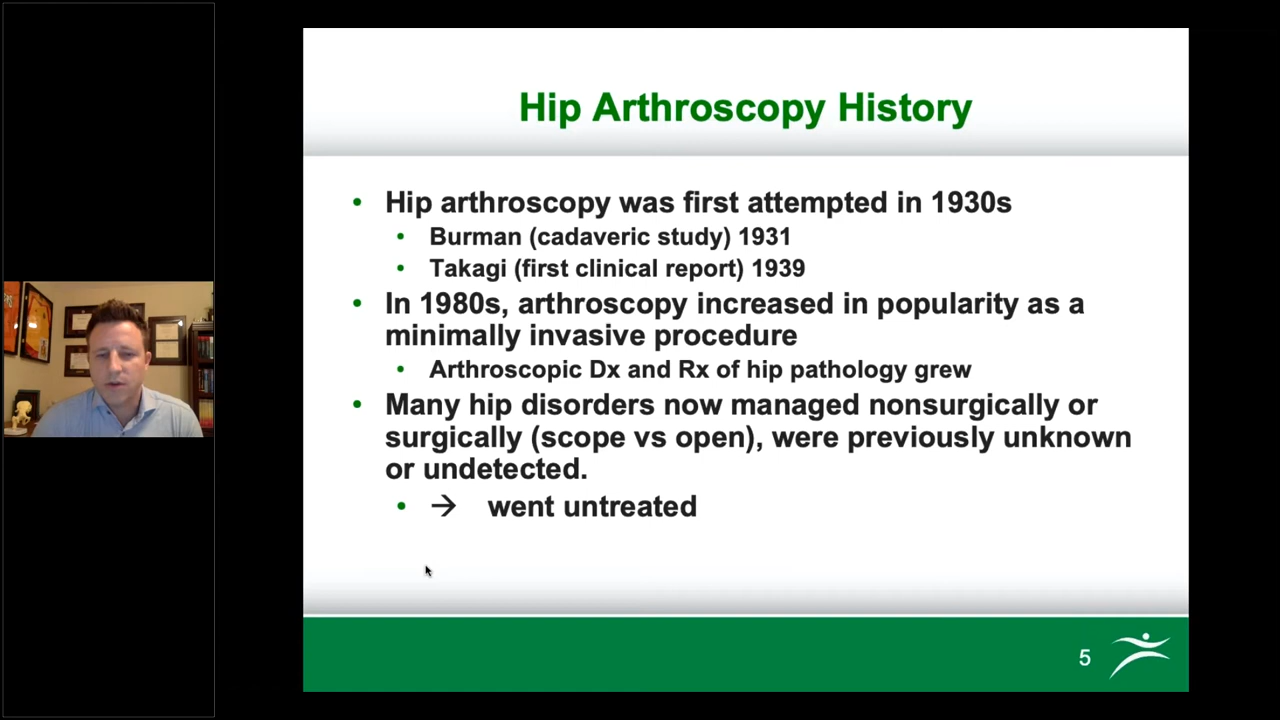 Hip Arthroscopy History
• Hip arthroscopy was first attempted in 1930s
• Burman (cadaveric study) 1931
• Takagi (first clinical report) 1939
• In 1980s, arthroscopy increased in popularity as a
minimally invasive procedure
• Arthroscopic Dx and Rx of hip pathology grew
• Many hip disorders now managed nonsurgically or
surgically (scope vs open), were previously unknown
or undetected.
• → went untreated
5